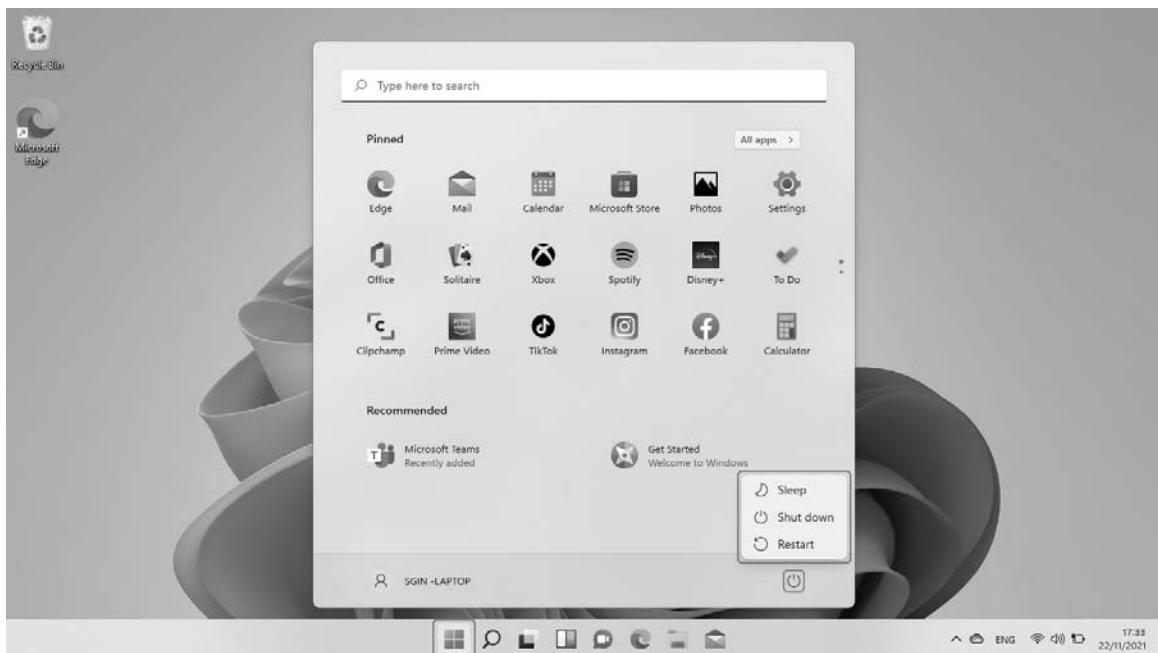 Recycle Bin
Microsoft
Edge
Type here to search
Pinned
All apps >
Edge Mail Calendar Microsoft Store Photos Settings
Office Solitaire Xbox Spotify Disney+ To Do
Clipchamp Prime Video TikTok Instagram Facebook Calculator
Recommended
Microsoft Teams
Recently added
Get Started
Welcome to Windows
Sleep
Shut down
Restart
SGIN -LAPTOP
ENG
17:33
22/11/2021